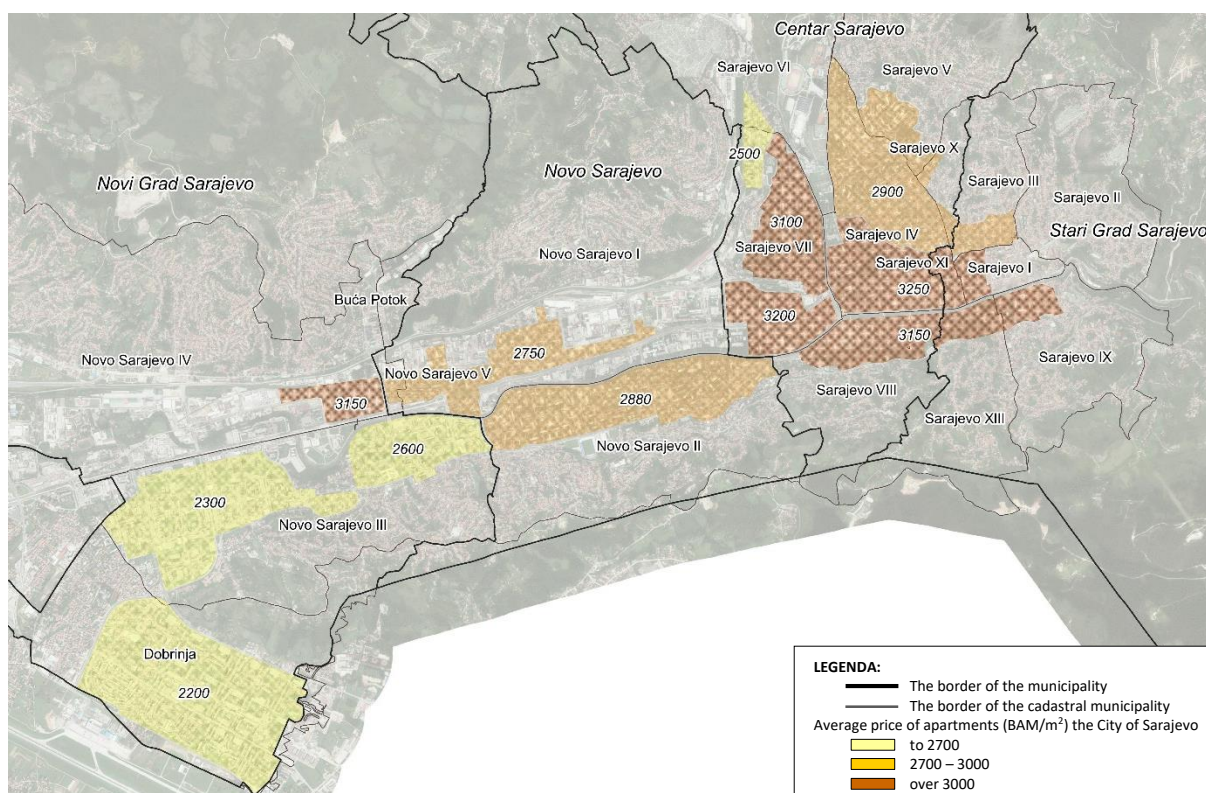 Centar Sarajevo
Sarajevo VI
Sarajevo V
2500
Sarajevo X
Novi Grad Sarajevo
Novo Sarajevo
Sarajevo III
2900
Sarajevo II
3100
Stari Grad Sarajevo
Sarajevo IV
Sarajevo VII
Novo Sarajevo I
Sarajevo XI
Sarajevo I
3250
Buća Potok
3200
3150
Novo Sarajevo IV
2750
Sarajevo IX
Novo Sarajevo V
Sarajevo VIII
3150
2880
Sarajevo XIII
2600
Novo Sarajevo II
2300
Novo Sarajevo III
Dobrinja
2200
LEGENDA:
The border of the municipality
The border of the cadastral municipality
Average price of apartments (BAM/m²) the City of Sarajevo
to 2700
2700 – 3000
over 3000